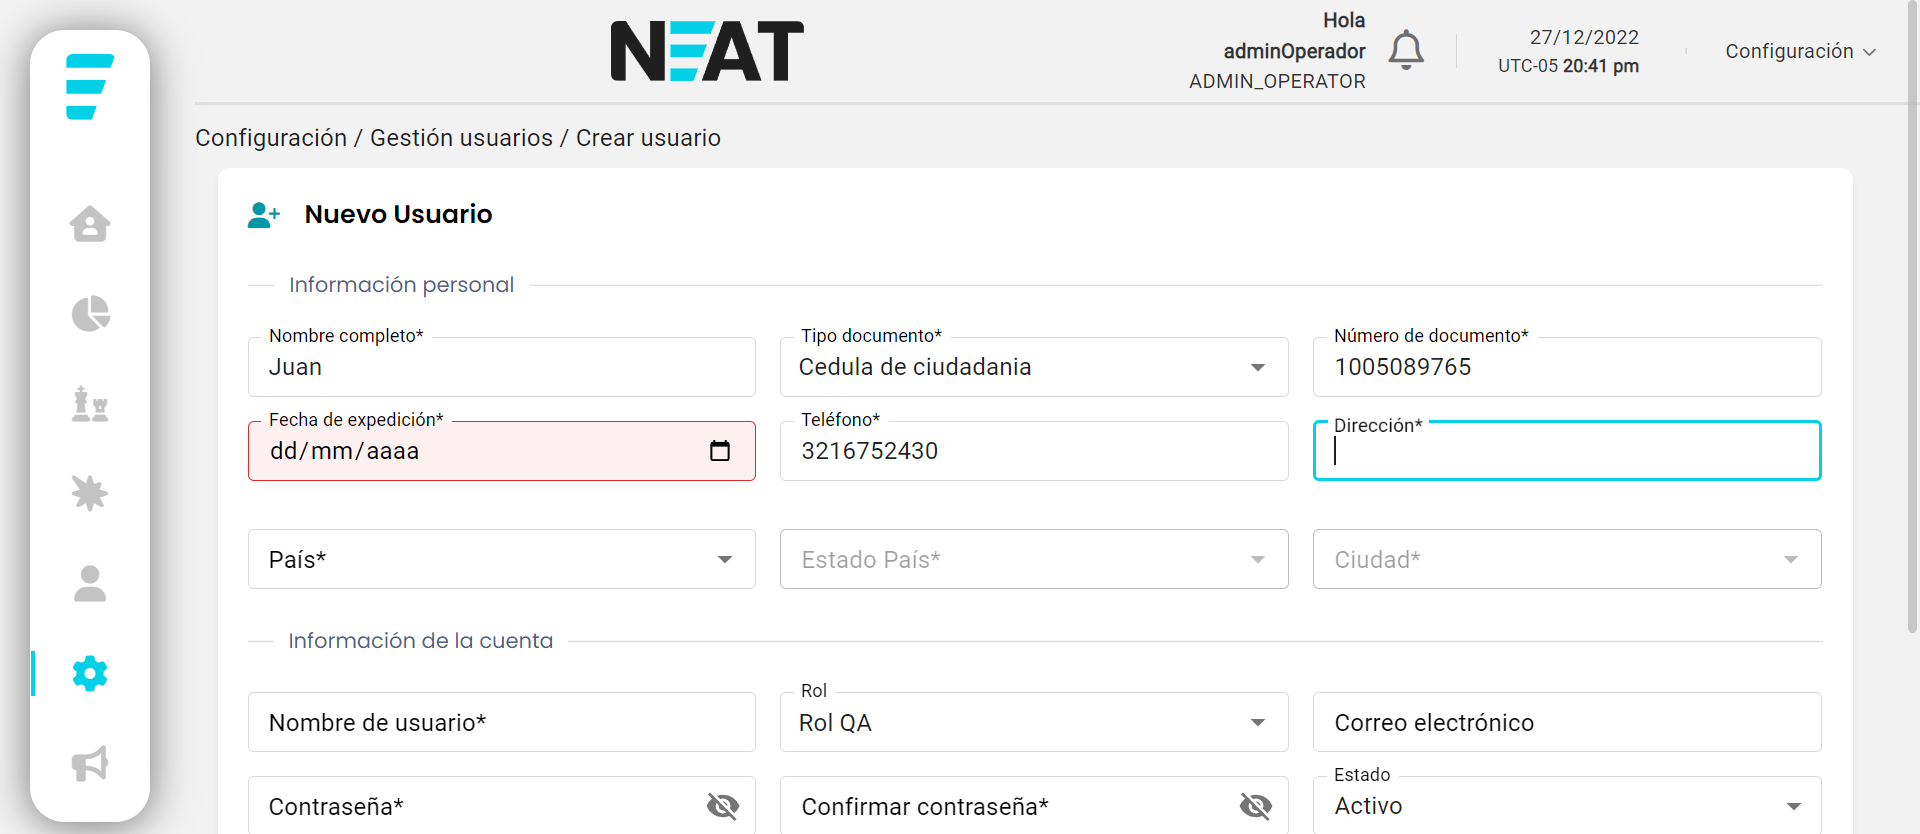 NEAT
Hola
adminOperador
ADMIN_OPERATOR
27/12/2022
UTC-05 20:41 pm
Configuración
Configuración / Gestión usuarios / Crear usuario
Nuevo Usuario
Información personal
Nombre completo*
Juan
Tipo documento*
Cedula de ciudadania
Número de documento*
1005089765
Fecha de expedición*
dd/mm/aaaa
Teléfono*
3216752430
Dirección*
País*
Estado País*
Ciudad*
Información de la cuenta
Nombre de usuario*
Rol
Rol QA
Correo electrónico
Contraseña*
Confirmar contraseña*
Estado
Activo